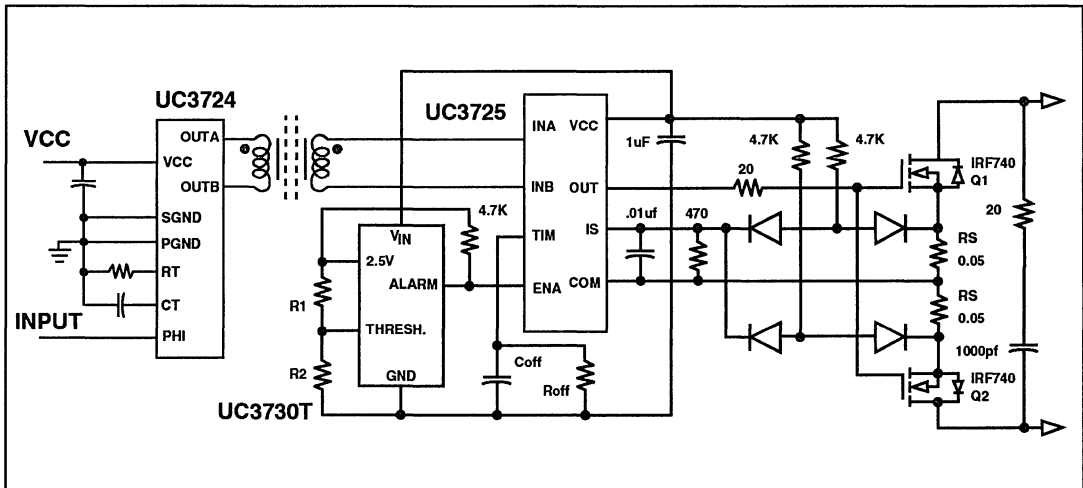 UC3724
VCC
OUTA
VCC
OUTB
SGND
PGND
RT
CT
INPUT
PHI
UC3725
INA
VCC
INB
OUT
TIM
IS
ENA
COM
4.7K
VIN
2.5V
ALARM
THRESH.
GND
R1
R2
UC3730T
Coff
Roff
1uF
4.7K
4.7K
20
.01uf
470
IRF740
Q1
RS
0.05
RS
0.05
20
1000pf
IRF740
Q2